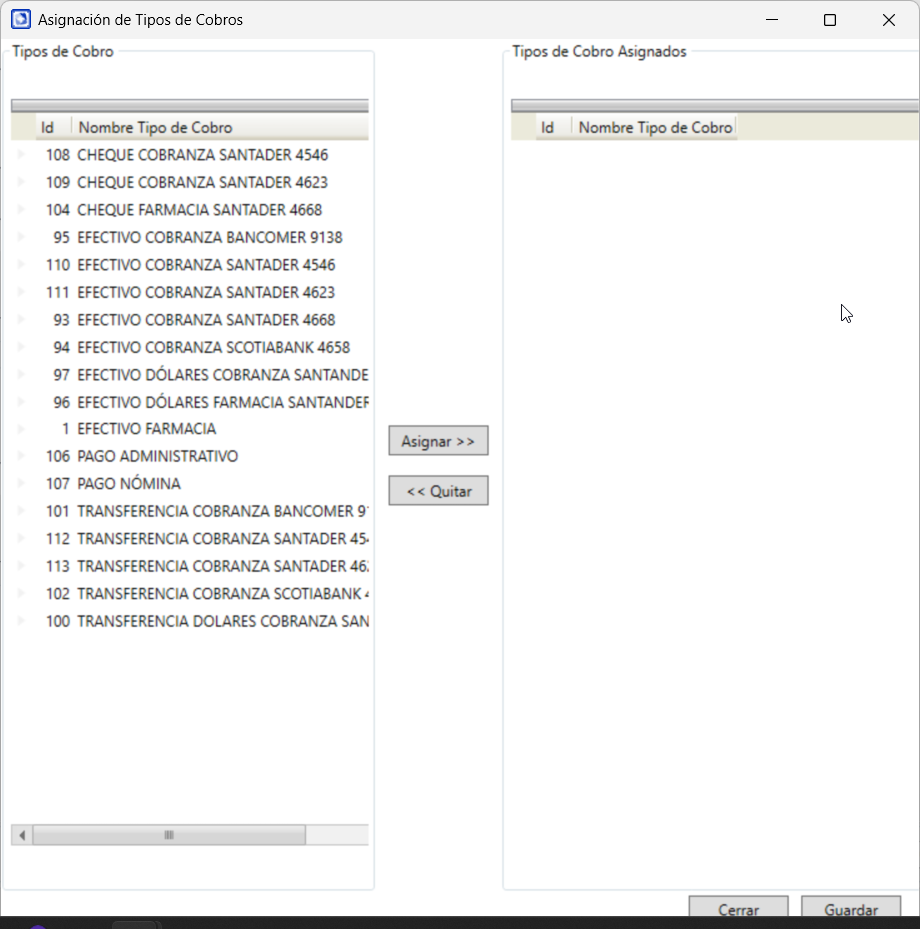 Asignación de Tipos de Cobros
Tipos de Cobro
Id Nombre Tipo de Cobro
108 CHEQUE COBRANZA SANTADER 4546
109 CHEQUE COBRANZA SANTADER 4623
104 CHEQUE FARMACIA SANTADER 4668
95 EFECTIVO COBRANZA BANCOMER 9138
110 EFECTIVO COBRANZA SANTADER 4546
111 EFECTIVO COBRANZA SANTADER 4623
93 EFECTIVO COBRANZA SANTADER 4668
94 EFECTIVO COBRANZA SCOTIABANK 4658
97 EFECTIVO DÓLARES COBRANZA SANTANDE
96 EFECTIVO DÓLARES FARMACIA SANTANDER
1 EFECTIVO FARMACIA
106 PAGO ADMINISTRATIVO
107 PAGO NÓMINA
101 TRANSFERENCIA COBRANZA BANCOMER 9
112 TRANSFERENCIA COBRANZA SANTADER 45
113 TRANSFERENCIA COBRANZA SANTADER 46
102 TRANSFERENCIA COBRANZA SCOTIABANK
100 TRANSFERENCIA DOLARES COBRANZA SAN
Asignar >>
<< Quitar
Tipos de Cobro Asignados
Id Nombre Tipo de Cobro
Cerrar
Guardar